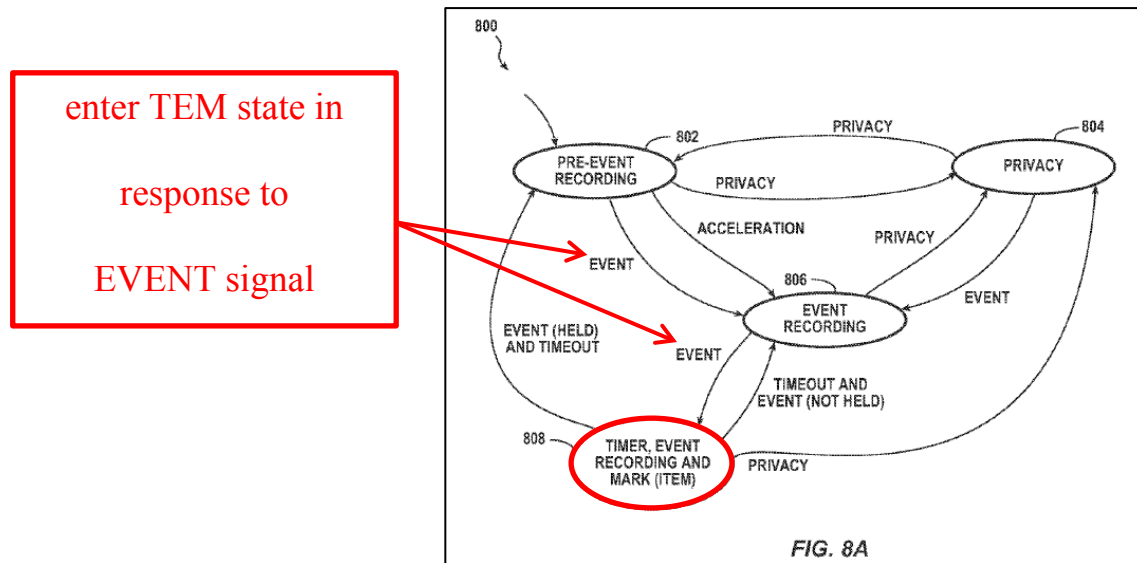 enter TEM state in
response to
EVENT signal
800
802
804
PRIVACY
PRE-EVENT
RECORDING
PRIVACY
PRIVACY
ACCELERATION
PRIVACY
EVENT
806
EVENT
RECORDING
EVENT
EVENT (HELD)
AND TIMEOUT
EVENT
TIMEOUT AND
EVENT (NOT HELD)
808
TIMER, EVENT
RECORDING AND
MARK (ITEM)
PRIVACY
FIG. 8A